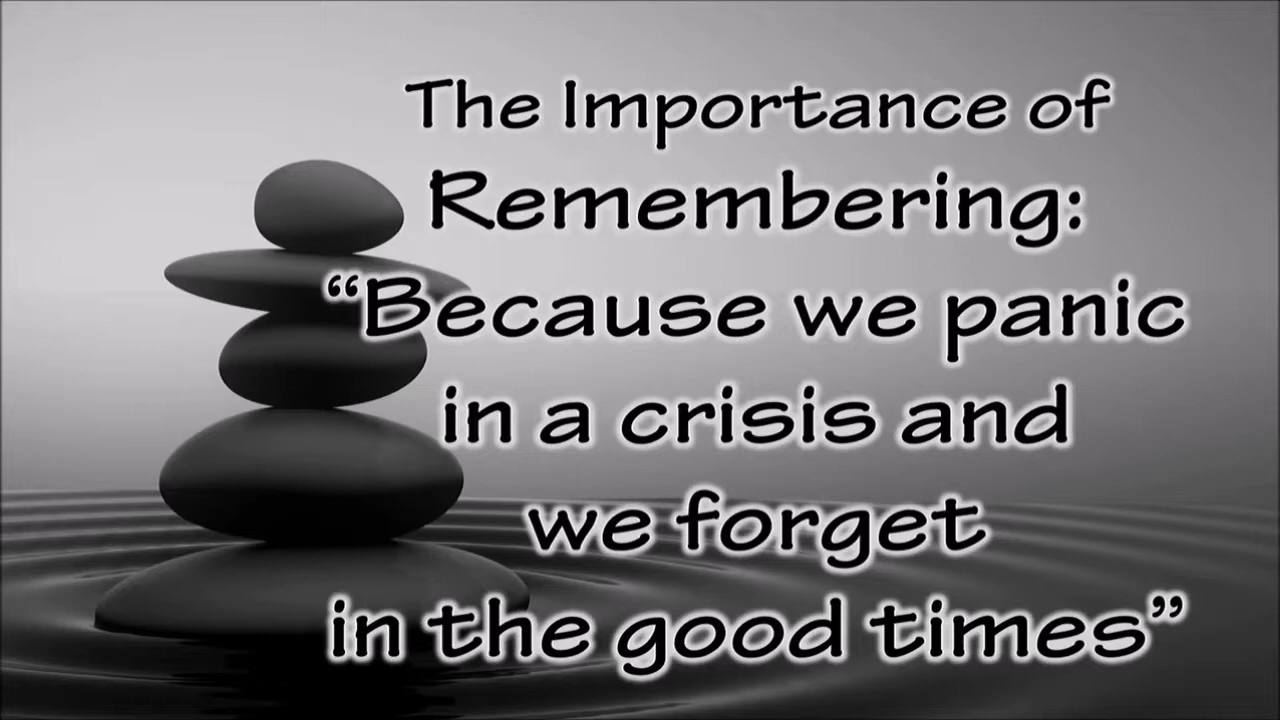 The Importance of
Remembering:
“Because we panic
in a crisis and
we forget
in the good times”